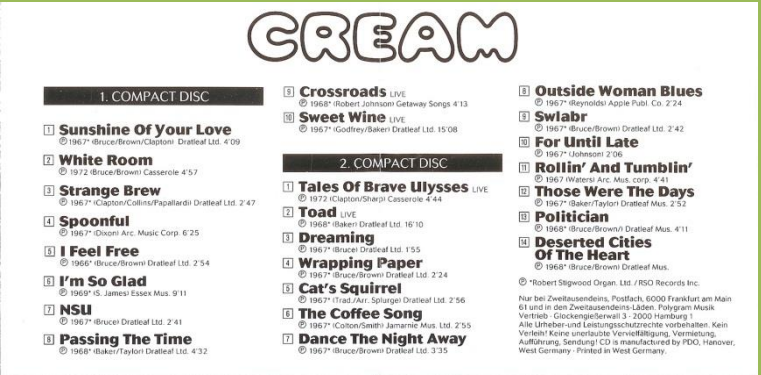 CREAM
1. COMPACT DISC
1 Sunshine Of Your Love
℗ 1967* (Bruce/Brown/Clapton) Dratleaf Ltd. 4'09
2 White Room
℗ 1972 (Bruce/Brown) Casserole 4'57
3 Strange Brew
℗ 1967* (Clapton/Collins/Papallardi) Dratleaf Ltd. 2'47
4 Spoonful
℗ 1967* (Dixon) Arc. Music Corp. 6'25
5 I Feel Free
℗ 1966* (Bruce/Brown) Dratleaf Ltd. 2'54
6 I'm So Glad
℗ 1969* (S. James) Essex Mus. 9'11
7 NSU
℗ 1967* (Bruce) Dratleaf Ltd. 2'41
8 Passing The Time
℗ 1968* (Baker/Taylor) Dratleaf Ltd. 4'32
9 Crossroads LIVE
℗ 1968* (Robert Johnson) Getaway Songs 4'13
10 Sweet Wine LIVE
℗ 1967* (Godfrey/Baker) Dratleaf Ltd. 15'08
2. COMPACT DISC
1 Tales Of Brave Ulysses LIVE
℗ 1972 (Clapton/Sharp) Casserole 4'44
2 Toad LIVE
℗ 1968* (Baker) Dratleaf Ltd. 16'10
3 Dreaming
℗ 1967* (Bruce) Dratleaf Ltd. 1'55
4 Wrapping Paper
℗ 1967* (Bruce/Brown) Dratleaf Ltd. 2'24
5 Cat's Squirrel
℗ 1967* (Trad./Arr. Splurge) Dratleaf Ltd. 2'56
6 The Coffee Song
℗ 1967* (Colton/Smith) Jamarnie Mus. Ltd. 2'55
7 Dance The Night Away
℗ 1967* (Bruce/Brown) Dratleaf Ltd. 3'35
8 Outside Woman Blues
℗ 1967* (Reynolds) Apple Publ. Co. 2'24
9 Swlabr
℗ 1967* (Bruce/Brown) Dratleaf Ltd. 2'42
10 For Until Late
℗ 1967* (Johnson) 2'06
11 Rollin' And Tumblin'
℗ 1967 (Waters) Arc. Mus. corp. 4'41
12 Those Were The Days
℗ 1967* (Baker/Taylor) Dratleaf Mus. 2'52
13 Politician
℗ 1968* (Bruce/Brown/) Dratleaf Mus. 4'11
14 Deserted Cities
Of The Heart
℗ 1968* (Bruce/Brown) Dratleaf Mus.
℗ *Robert Stigwood Organ. Ltd. / RSO Records Inc.
Nur bei Zweitausendeins, Postfach, 6000 Frankfurt am Main
61 und in den Zweitausendeins-Läden. Polygram Musik
Vertrieb · Glockengießerwall 3 · 2000 Hamburg 1
Alle Urheber- und Leistungsschutzrechte vorbehalten. Kein
Verleih! Keine unerlaubte Vervielfältigung, Vermietung,
Aufführung, Sendung! CD is manufactured by PDO, Hanover,
West Germany · Printed in West Germany.